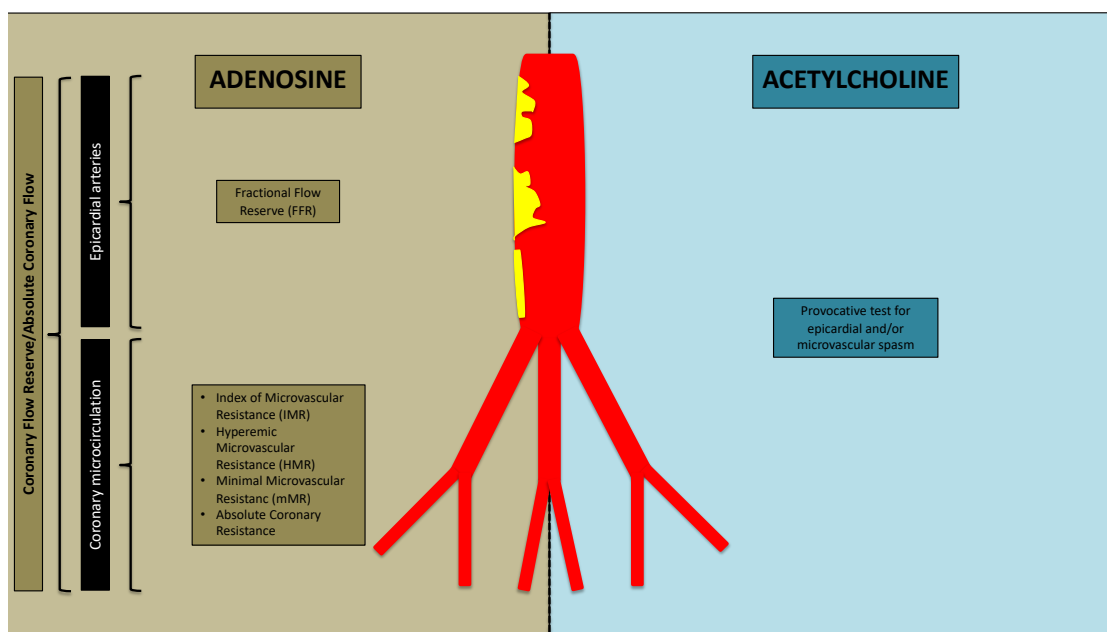 ADENOSINE
ACETYLCHOLINE
Coronary Flow Reserve/Absolute Coronary Flow
Epicardial arteries
Fractional Flow
Reserve (FFR)
Provocative test for
epicardial and/or
microvascular spasm
Coronary microcirculation
• Index of Microvascular
Resistance (IMR)
• Hyperemic
Microvascular
Resistance (HMR)
• Minimal Microvascular
Resistanc (mMR)
• Absolute Coronary
Resistance